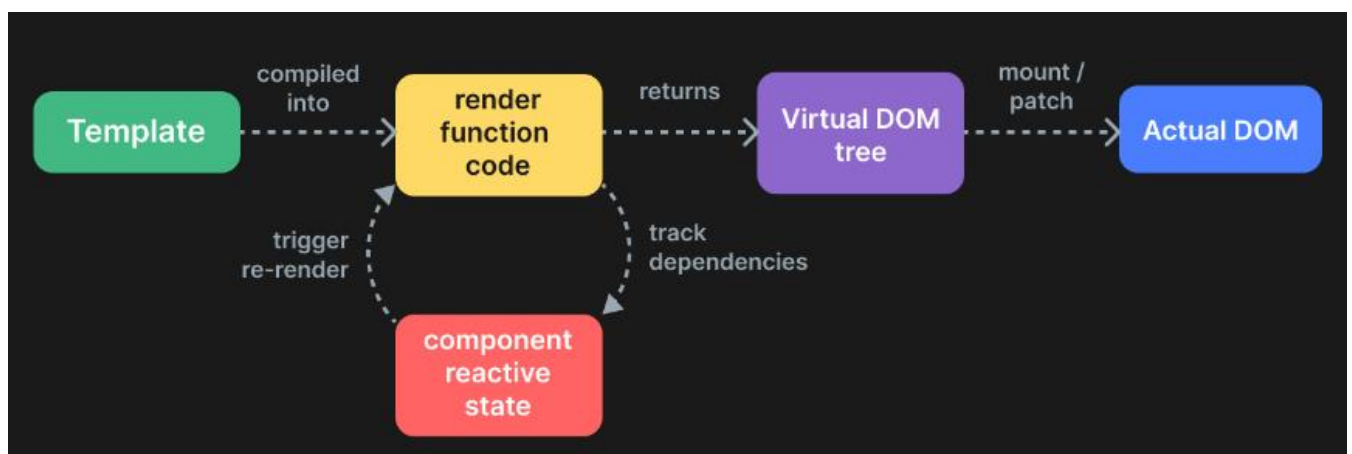 Template
compiled
into
render
function
code
returns
Virtual DOM
tree
mount /
patch
Actual DOM
trigger
re-render
track
dependencies
component
reactive
state